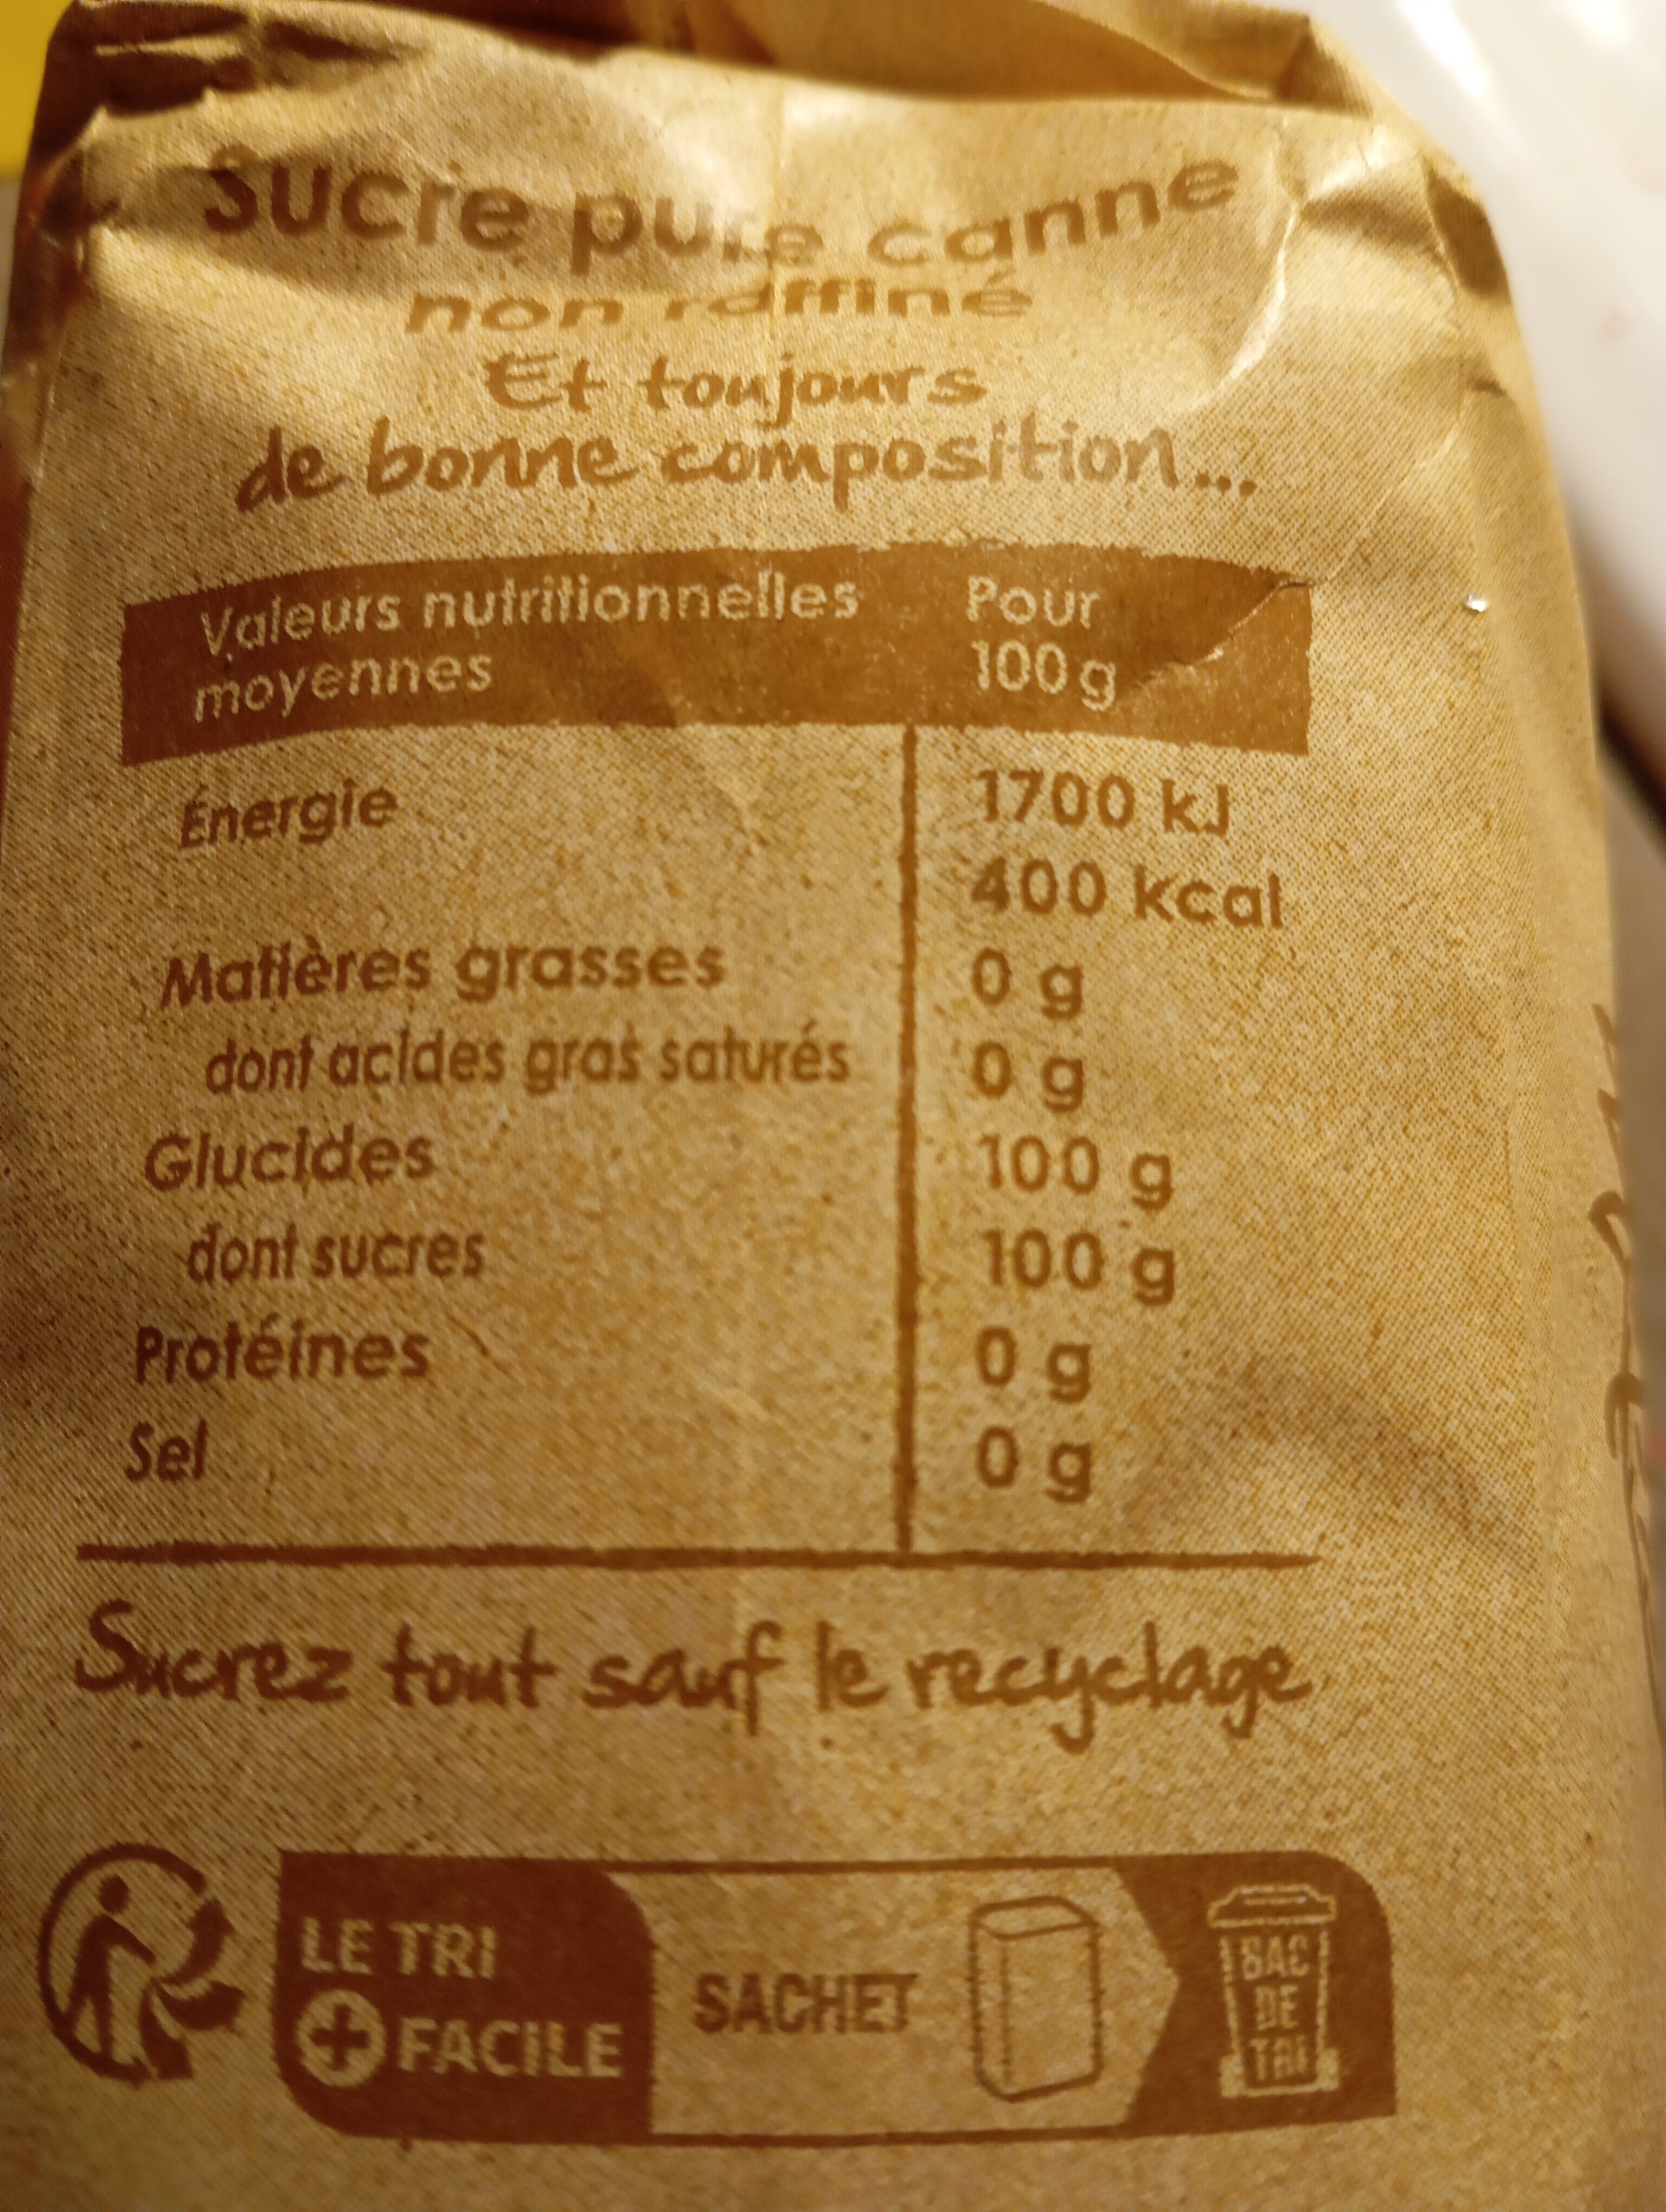 Sucre pure canne
non raffiné
Et toujours
de bonne composition...
Valeurs nutritionnelles moyennes Pour 100 g
Énergie 1700 kJ
400 kcal
Matières grasses 0 g
dont acides gras saturés 0 g
Glucides 100 g
dont sucres 100 g
Protéines 0 g
Sel 0 g
Sucrez tout sauf le recyclage
LE TRI
+ FACILE
SACHET
BAC
DE
TRI